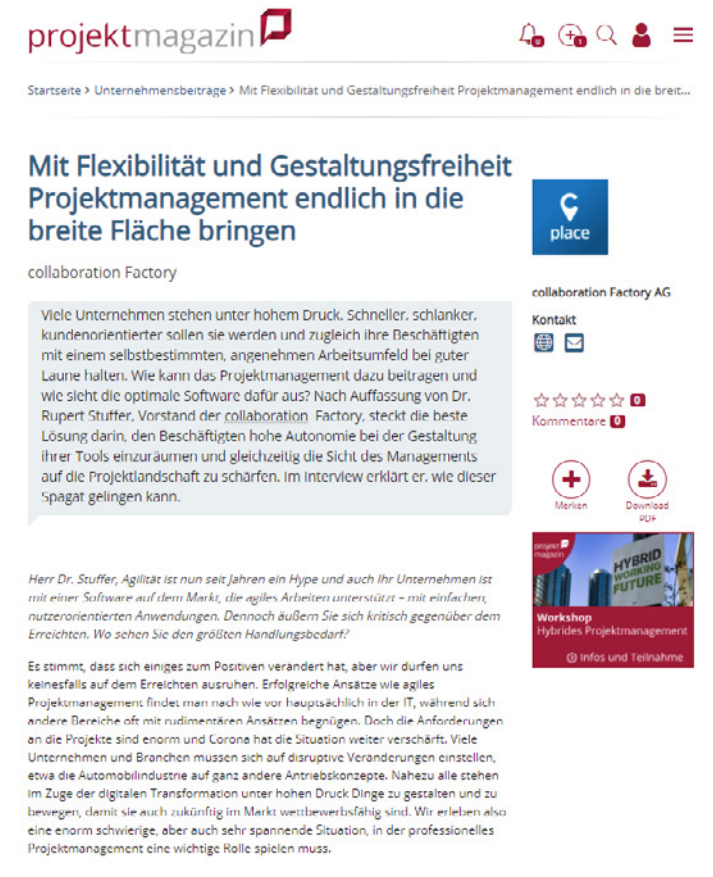 projektmagazin
0
1
Startseite > Unternehmensbeiträge > Mit Flexibilität und Gestaltungsfreiheit Projektmanagement endlich in die breit...
Mit Flexibilität und Gestaltungsfreiheit
Projektmanagement endlich in die
breite Fläche bringen
collaboration Factory
Viele Unternehmen stehen unter hohem Druck. Schneller, schlanker,
kundenorientierter sollen sie werden und zugleich ihre Beschäftigten
mit einem selbstbestimmten, angenehmen Arbeitsumfeld bei guter
Laune halten. Wie kann das Projektmanagement dazu beitragen und
wie sieht die optimale Software dafür aus? Nach Auffassung von Dr.
Rupert Stuffer, Vorstand der collaboration Factory, steckt die beste
Lösung darin, den Beschäftigten hohe Autonomie bei der Gestaltung
ihrer Tools einzuräumen und gleichzeitig die Sicht des Managements
auf die Projektlandschaft zu schärfen. Im Interview erklärt er, wie dieser
Spagat gelingen kann.
Herr Dr. Stuffer, Agilität ist nun seit Jahren ein Hype und auch Ihr Unternehmen ist
mit einer Software auf dem Markt, die agiles Arbeiten unterstützt – mit einfachen,
nutzerorientierten Anwendungen. Dennoch äußern Sie sich kritisch gegenüber dem
Erreichten. Wo sehen Sie den größten Handlungsbedarf?
Es stimmt, dass sich einiges zum Positiven verändert hat, aber wir dürfen uns
keinesfalls auf dem Erreichten ausruhen. Erfolgreiche Ansätze wie agiles
Projektmanagement findet man nach wie vor hauptsächlich in der IT, während sich
andere Bereiche oft mit rudimentären Ansätzen begnügen. Doch die Anforderungen
an die Projekte sind enorm und Corona hat die Situation weiter verschärft. Viele
Unternehmen und Branchen müssen sich auf disruptive Veränderungen einstellen,
etwa die Automobilindustrie auf ganz andere Antriebskonzepte. Nahezu alle stehen
im Zuge der digitalen Transformation unter hohen Druck Dinge zu gestalten und zu
bewegen, damit sie auch zukünftig im Markt wettbewerbsfähig sind. Wir erleben also
eine enorm schwierige, aber auch sehr spannende Situation, in der professionelles
Projektmanagement eine wichtige Rolle spielen muss.
place
collaboration Factory AG
Kontakt
0
Kommentare 0
Merken
Download
PDF
projekt
magazin
HYBRID
WORKING
FUTURE
Workshop
Hybrides Projektmanagement
Infos und Teilnahme